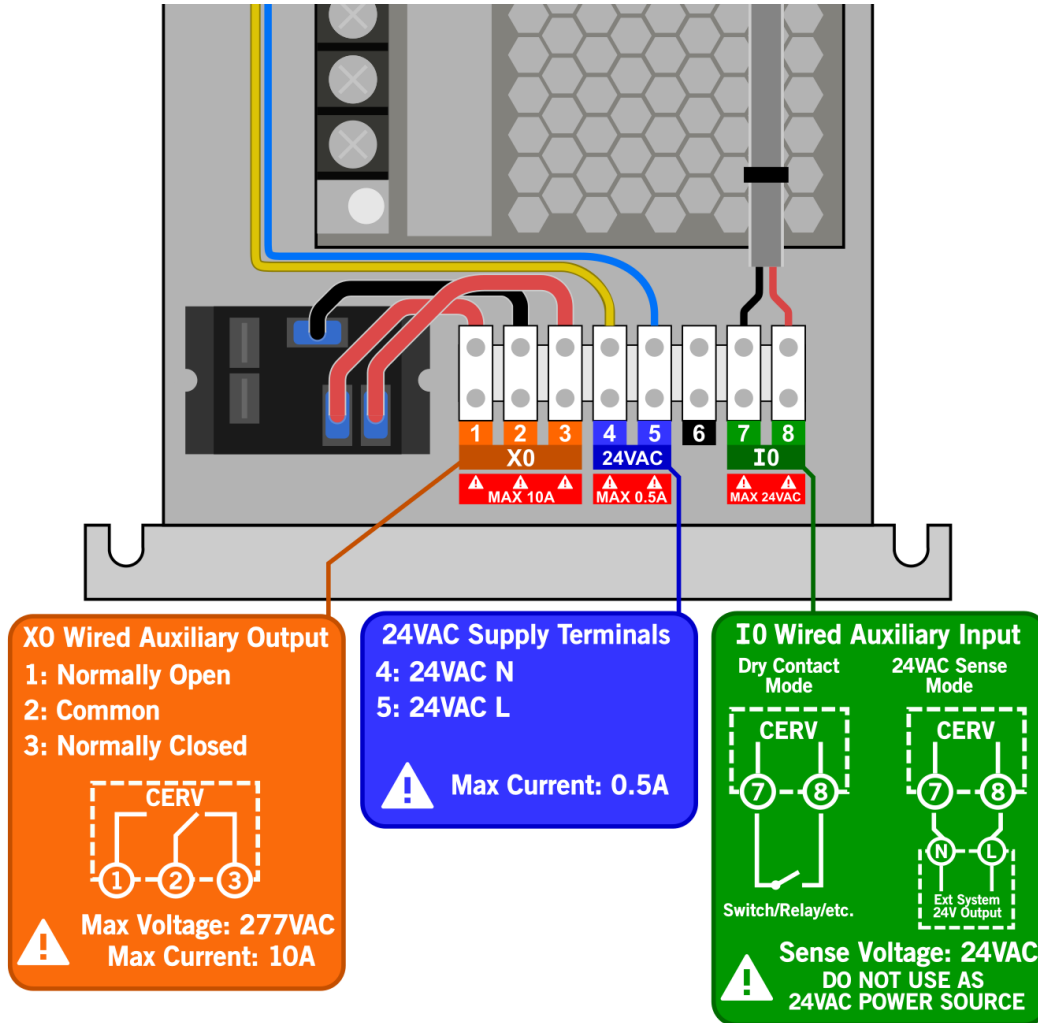 1 2 3 4 5 6 7 8
X0 24VAC I0
MAX 10A MAX 0.5A MAX 24VAC
X0 Wired Auxiliary Output
1: Normally Open
2: Common
3: Normally Closed
CERV
1 2 3
Max Voltage: 277VAC
Max Current: 10A
24VAC Supply Terminals
4: 24VAC N
5: 24VAC L
Max Current: 0.5A
I0 Wired Auxiliary Input
Dry Contact
Mode
CERV
7 8
Switch/Relay/etc.
24VAC Sense
Mode
CERV
7 8
N L
Ext System
24V Output
Sense Voltage: 24VAC
DO NOT USE AS
24VAC POWER SOURCE